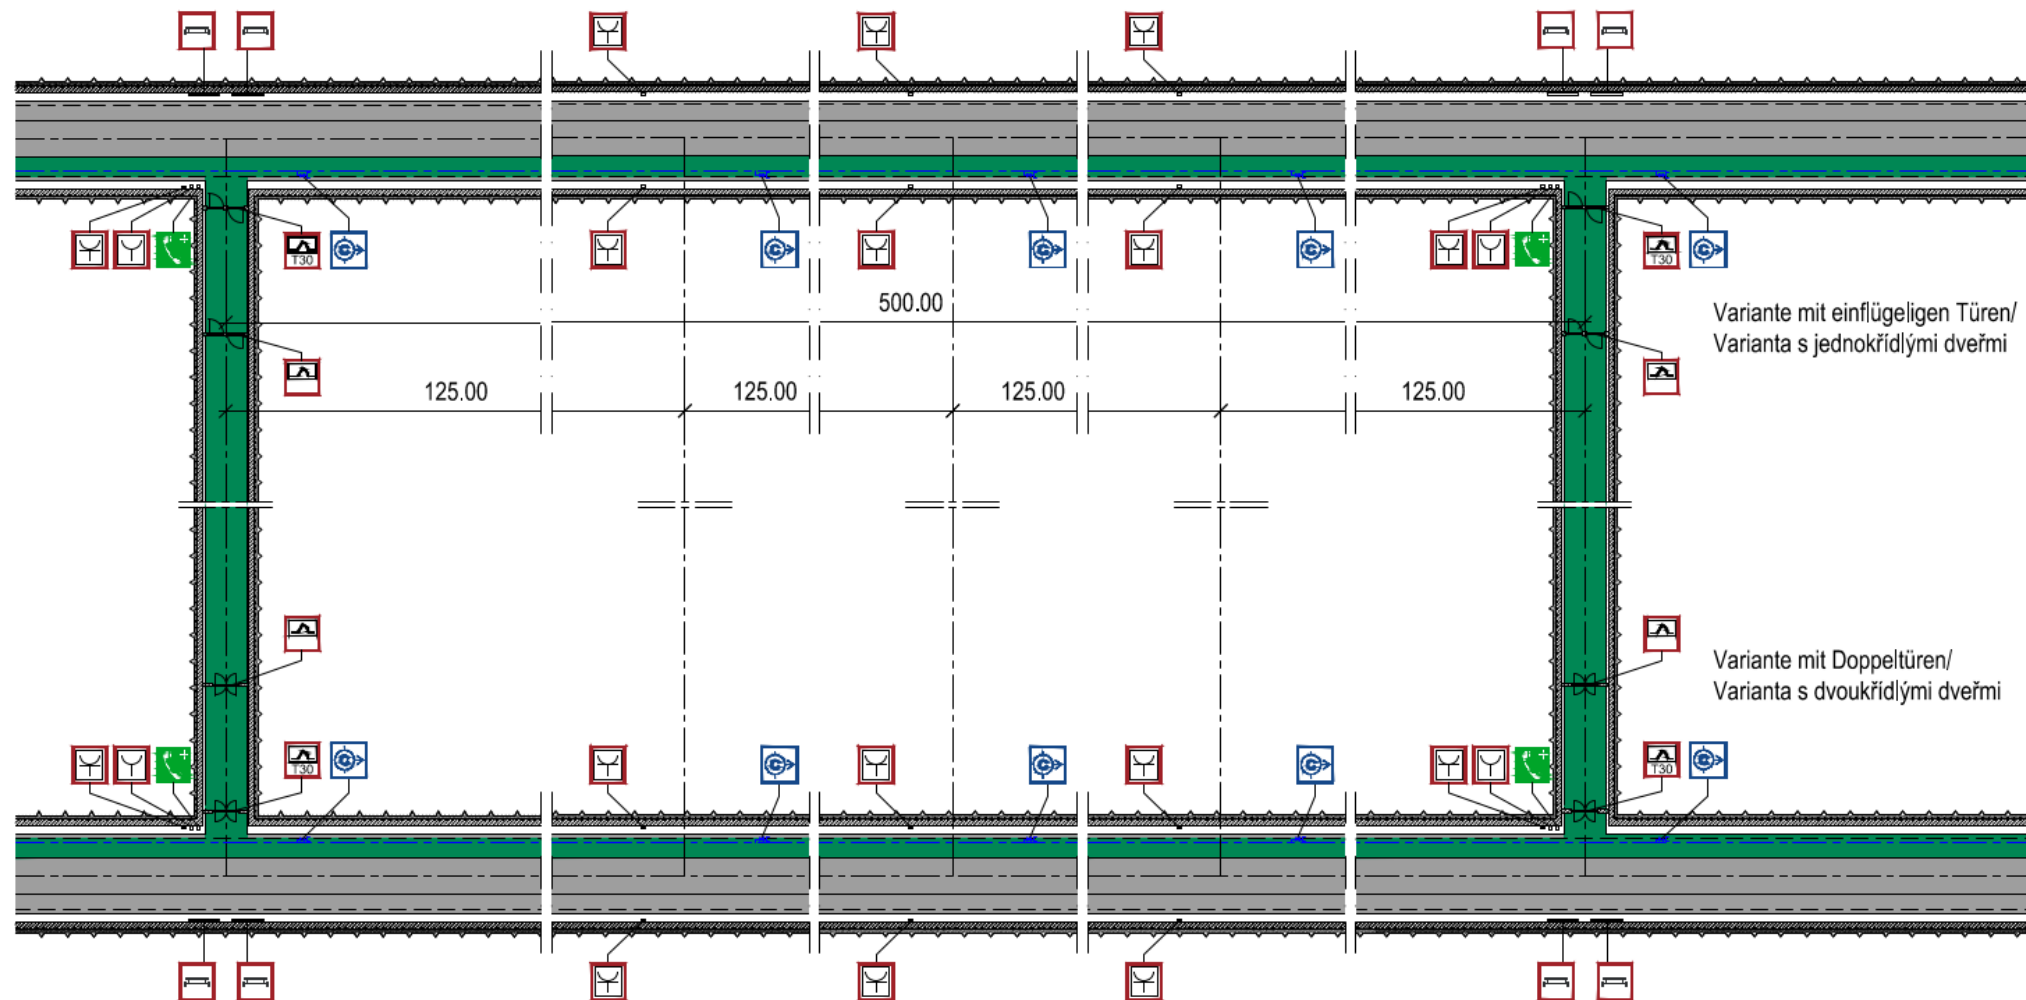 T30
T30
500.00
Variante mit einflügeligen Türen/
Varianta s jednokřídlými dveřmi
125.00 125.00 125.00 125.00
Variante mit Doppeltüren/
Varianta s dvoukřídlými dveřmi
T30
T30